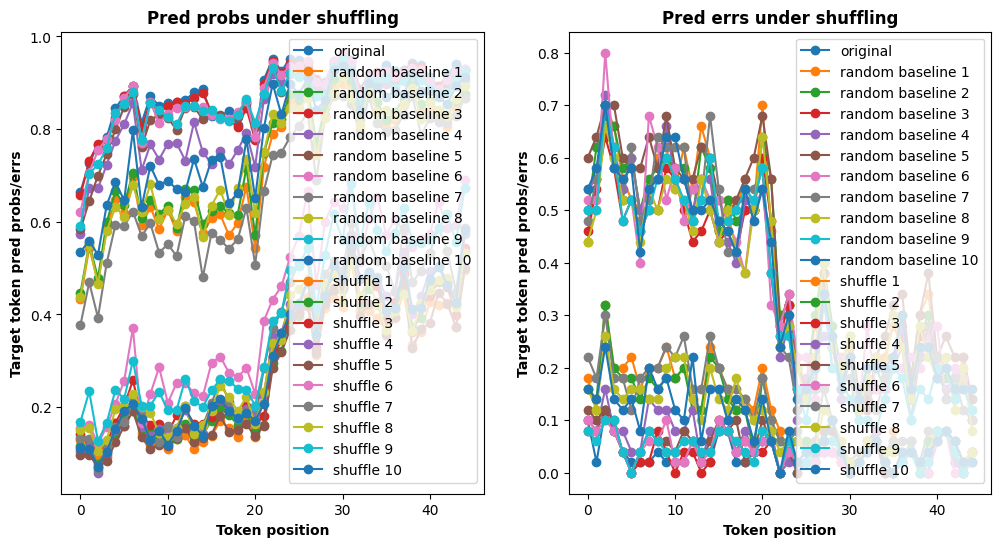 Pred probs under shuffling
Target token pred probs/errs
1.0
0.8
0.6
0.4
0.2
0
10
20
30
40
Token position
original
random baseline 1
random baseline 2
random baseline 3
random baseline 4
random baseline 5
random baseline 6
random baseline 7
random baseline 8
random baseline 9
random baseline 10
shuffle 1
shuffle 2
shuffle 3
shuffle 4
shuffle 5
shuffle 6
shuffle 7
shuffle 8
shuffle 9
shuffle 10
Pred errs under shuffling
Target token pred probs/errs
0.8
0.7
0.6
0.5
0.4
0.3
0.2
0.1
0.0
0
10
20
30
40
Token position
original
random baseline 1
random baseline 2
random baseline 3
random baseline 4
random baseline 5
random baseline 6
random baseline 7
random baseline 8
random baseline 9
random baseline 10
shuffle 1
shuffle 2
shuffle 3
shuffle 4
shuffle 5
shuffle 6
shuffle 7
shuffle 8
shuffle 9
shuffle 10